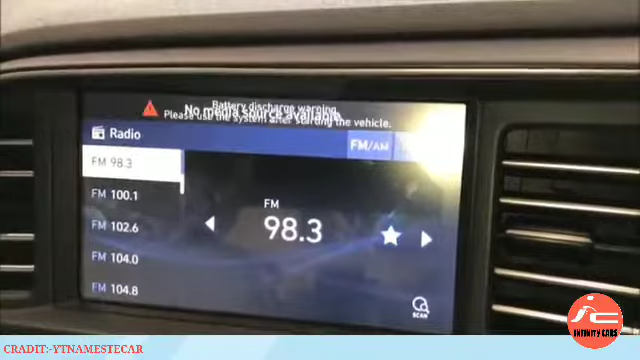 Battery discharge warning.
No media source available.
Please use the system after starting the vehicle.
Radio
FM/AM
FM 98.3
FM 100.1
FM
98.3
FM 102.6
FM 104.0
FM 104.8
SCAN
INFINITY CARS
CRADIT:-YTNAMESTECAR